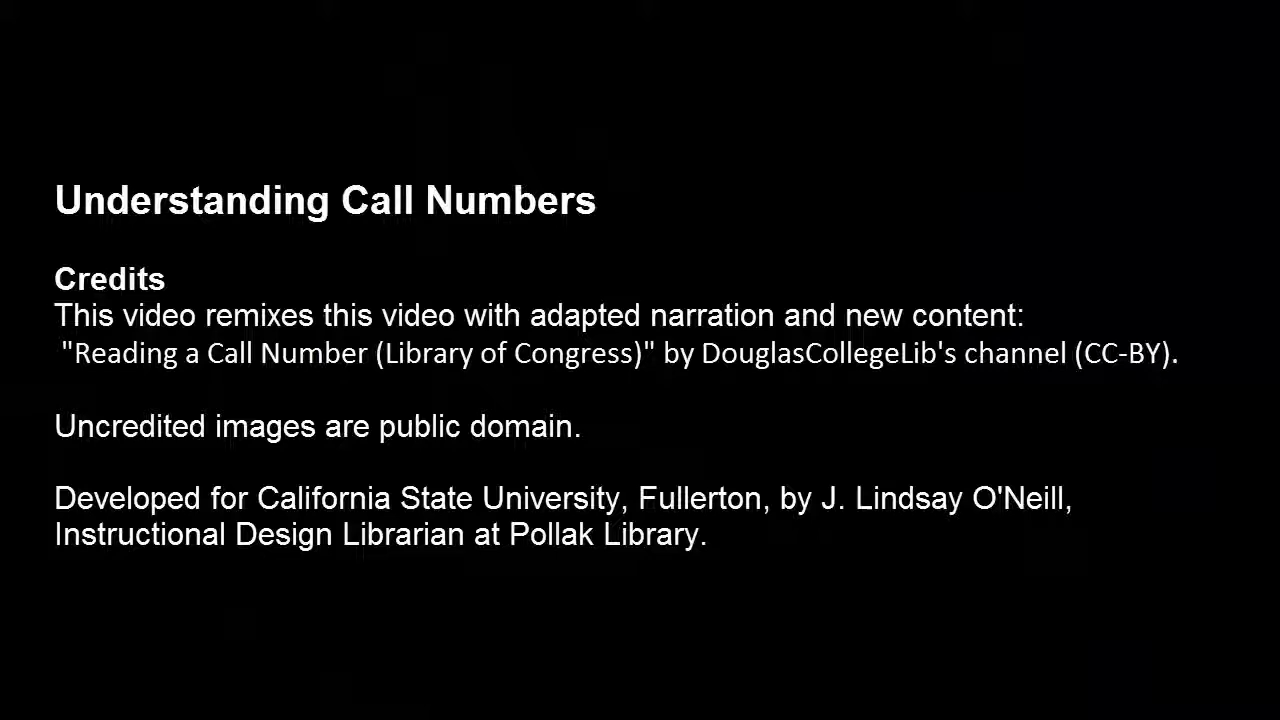 Understanding Call Numbers
Credits
This video remixes this video with adapted narration and new content:
"Reading a Call Number (Library of Congress)" by DouglasCollegeLib's channel (CC-BY).
Uncredited images are public domain.
Developed for California State University, Fullerton, by J. Lindsay O'Neill,
Instructional Design Librarian at Pollak Library.